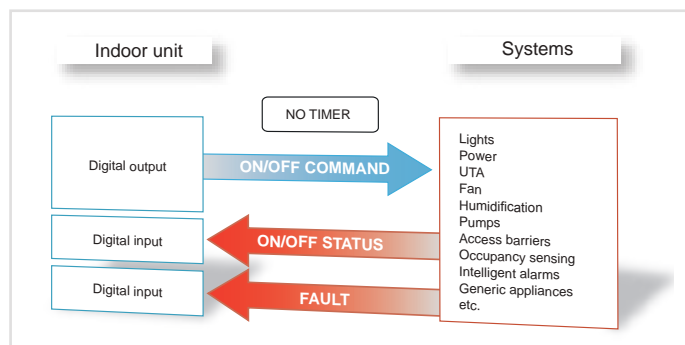 Indoor unit
Systems
NO TIMER
Digital output
ON/OFF COMMAND
Digital input
ON/OFF STATUS
Digital input
FAULT
Lights
Power
UTA
Fan
Humidification
Pumps
Access barriers
Occupancy sensing
Intelligent alarms
Generic appliances
etc.